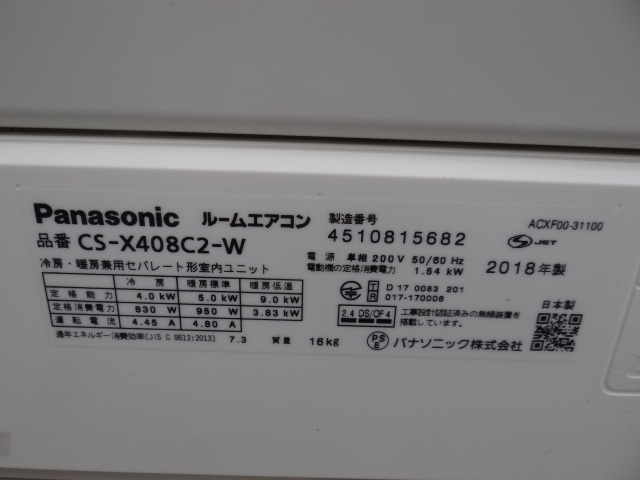 Panasonic ルームエアコン
品番 CS-X408C2-W
冷房・暖房兼用セパレート形室内ユニット
冷房 暖房標準 暖房低温
定格能力 4.0 kW 5.0 kW 9.0 kW
定格消費電力 830 W 950 W 3.83 kW
運転電流 4.45 A 4.80 A
通年エネルギー消費効率(JIS C 9612:2013) 7.3 質量 16kg
製造番号
4510815682
電源 単相 200 V 50/60 Hz
電動機の定格消費電力 1.54 kW
ACXF00-31100
JET
2018年製
D 17 0083 201
017-170006
2.4 DS/OF 4
工事設計認証済みの無線装置を
搭載しています。
日本製
PS
E
パナソニック株式会社